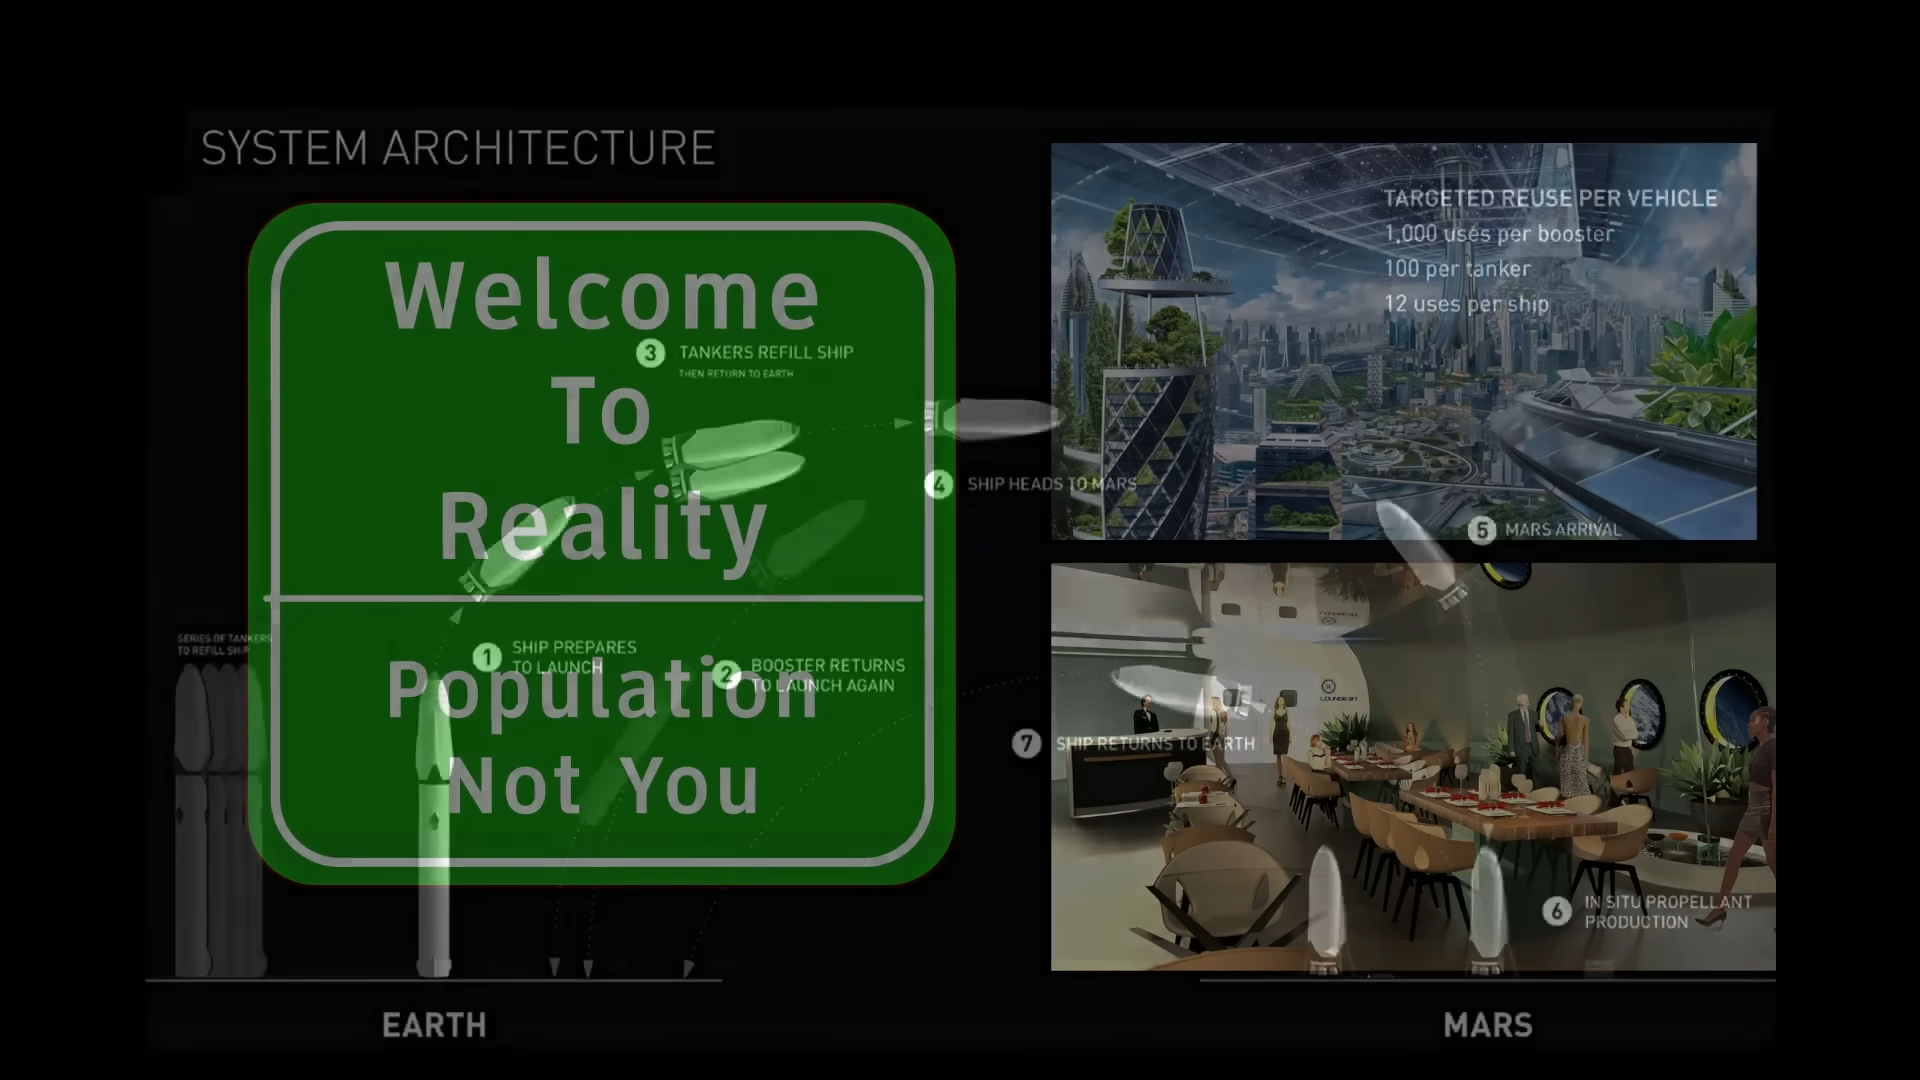 SYSTEM ARCHITECTURE
TARGETED REUSE PER VEHICLE
1,000 uses per booster
100 per tanker
12 uses per ship
Welcome
To
Reality
Population
Not You
3 TANKERS REFILL SHIP
THEN RETURN TO EARTH
4 SHIP HEADS TO MARS
5 MARS ARRIVAL
SERIES OF TANKERS
TO REFILL SHIP
1 SHIP PREPARES
TO LAUNCH
2 BOOSTER RETURNS
TO LAUNCH AGAIN
7 SHIP RETURNS TO EARTH
6 IN SITU PROPELLANT
PRODUCTION
EARTH
MARS